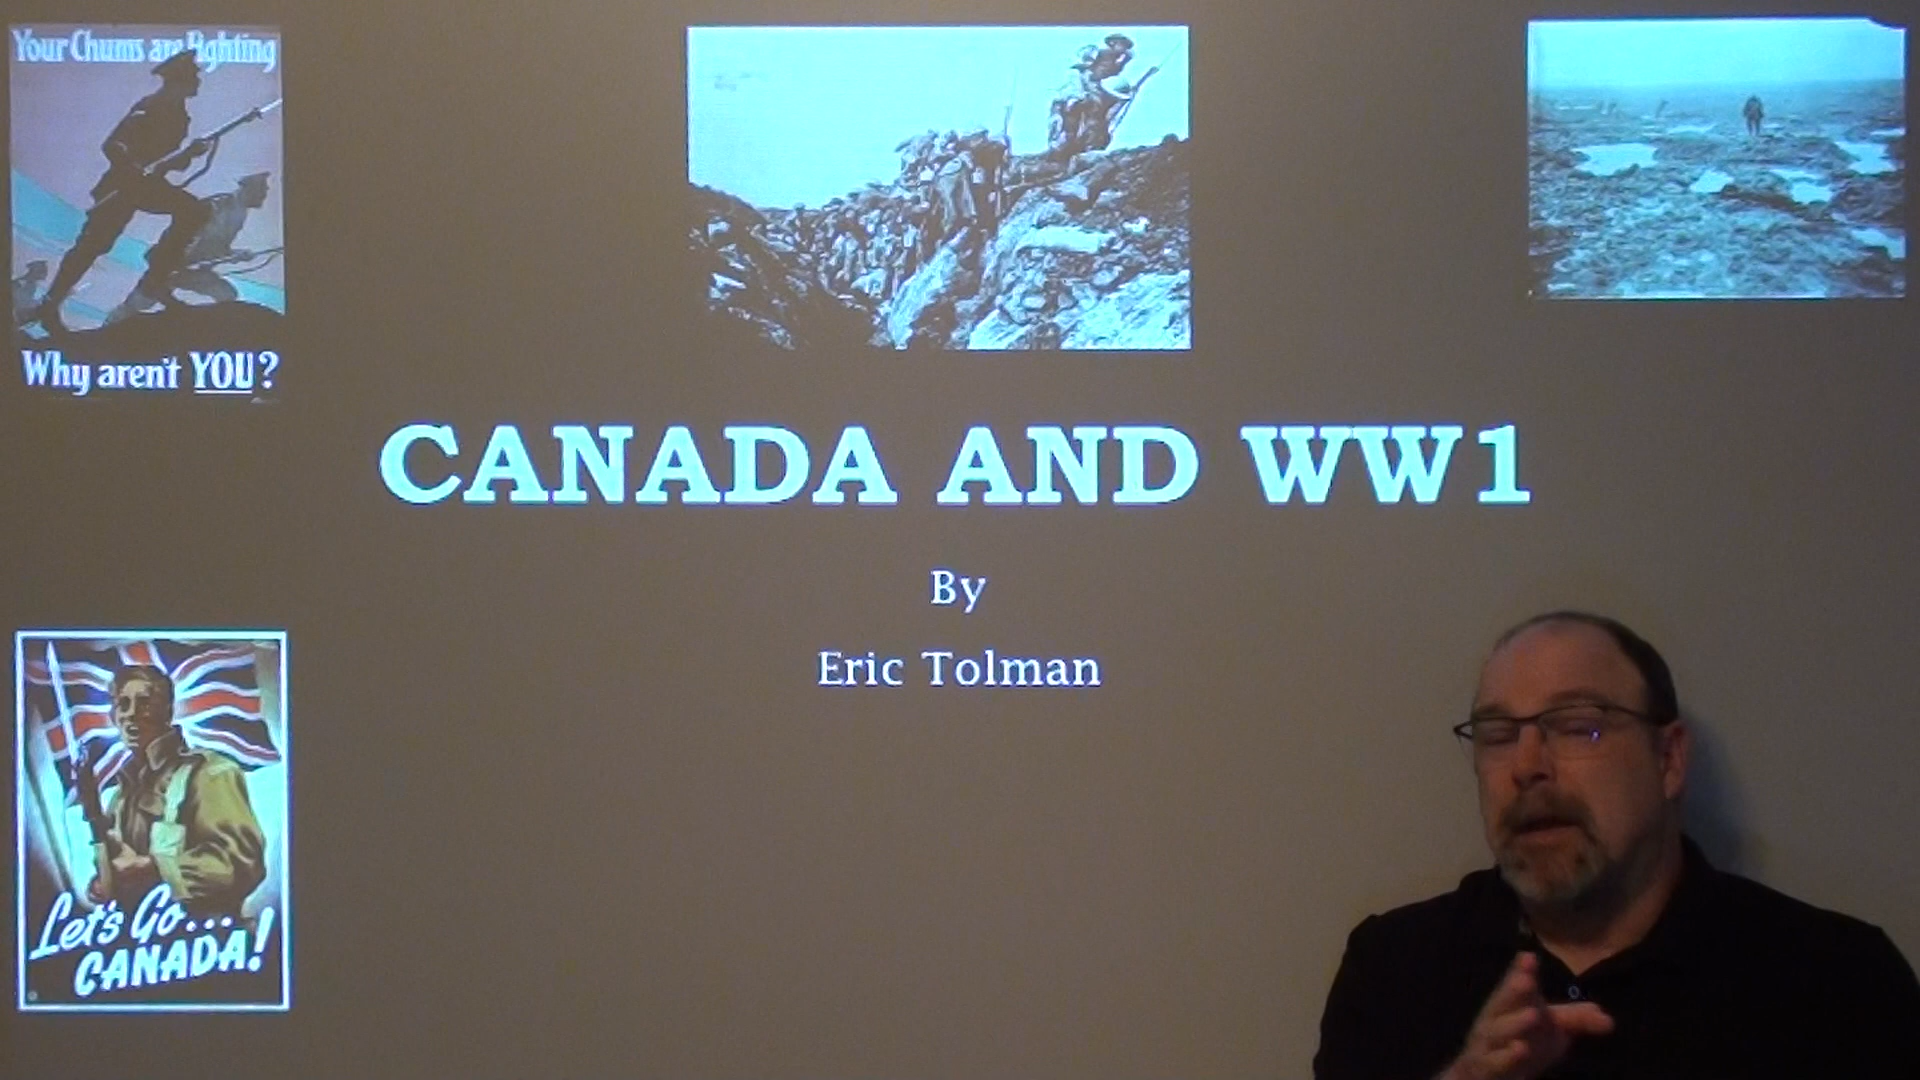 Your Chums are Fighting
Why aren't YOU?
CANADA AND WW1
By
Eric Tolman
Let's Go...
CANADA!